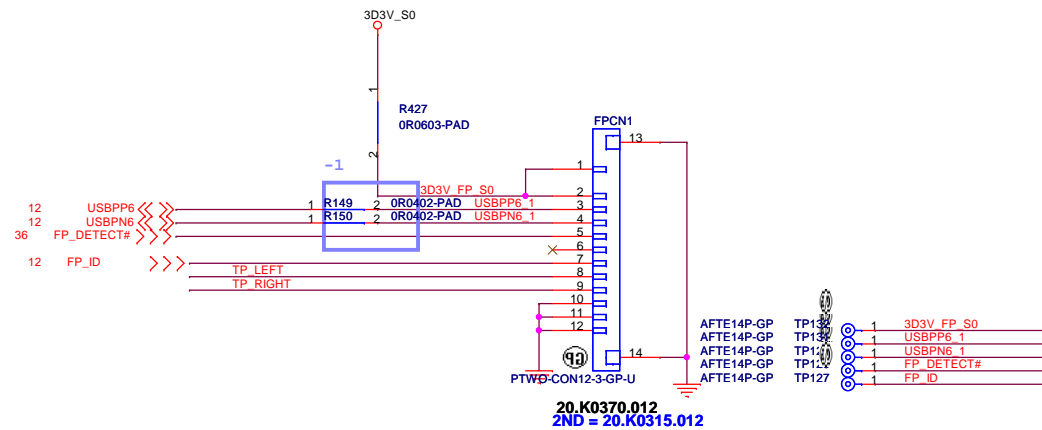 3D3V_S0
1
R427
0R0603-PAD
2
-1
FPCN1
13
1
3D3V_FP_S0
2
12 USBPP6 1 R149 2 0R0402-PAD USBPP6_1 3
12 USBPN6 1 R150 2 0R0402-PAD USBPN6_1 4
36 FP_DETECT# 5
6
12 FP_ID 7
TP_LEFT 8
TP_RIGHT 9
10
11
12
14
GP
PTWO-CON12-3-GP-U
20.K0370.012
2ND = 20.K0315.012
AFTE14P-GP 1 3D3V_FP_S0
AFTE14P-GP 1 USBPP6_1
AFTE14P-GP 1 USBPN6_1
AFTE14P-GP 1 FP_DETECT#
AFTE14P-GP TP127 1 FP_ID